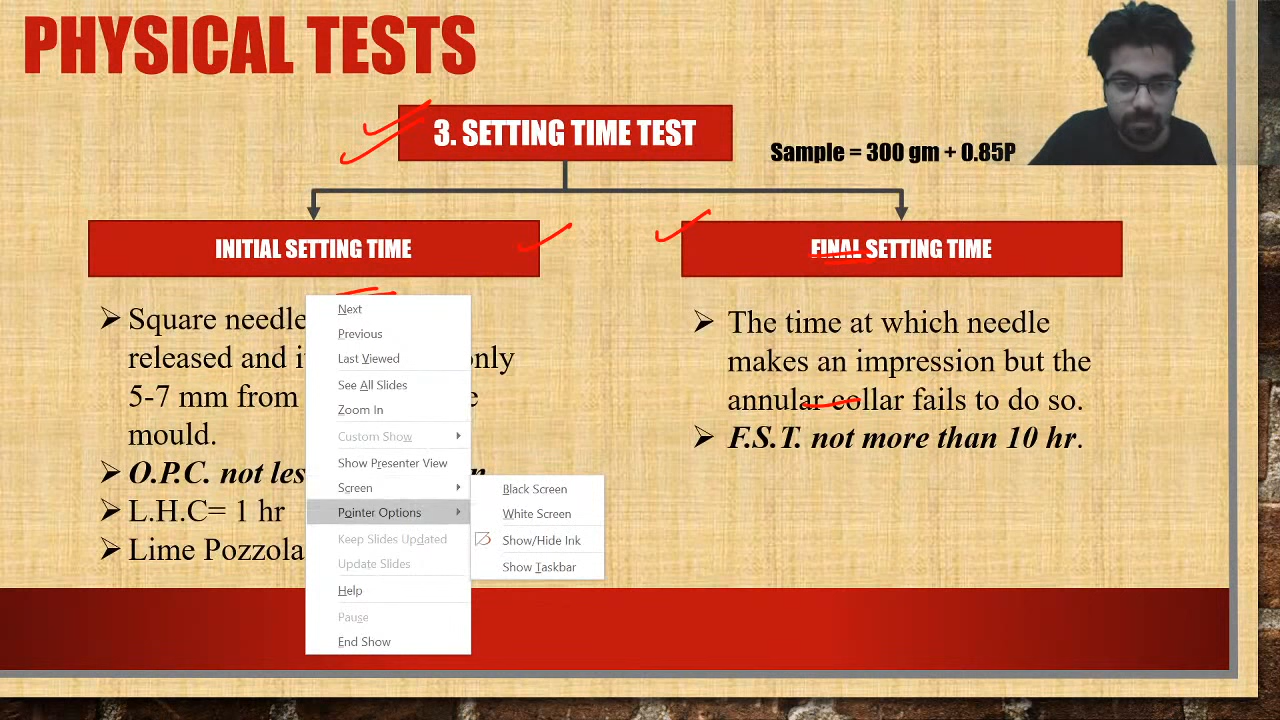 PHYSICAL TESTS
3. SETTING TIME TEST
Sample = 300 gm + 0.85P
INITIAL SETTING TIME
FINAL SETTING TIME
Square needle
released and only
5-7 mm from
mould.
O.P.C. not les
L.H.C= 1 hr
Lime Pozzola
The time at which needle
makes an impression but the
annular collar fails to do so.
F.S.T. not more than 10 hr.
Next
Previous
Last Viewed
See All Slides
Zoom In
Custom Show
Show Presenter View
Screen
Pointer Options
Keep Slides Updated
Update Slides
Help
Pause
End Show
Black Screen
White Screen
Show/Hide Ink
Show Taskbar